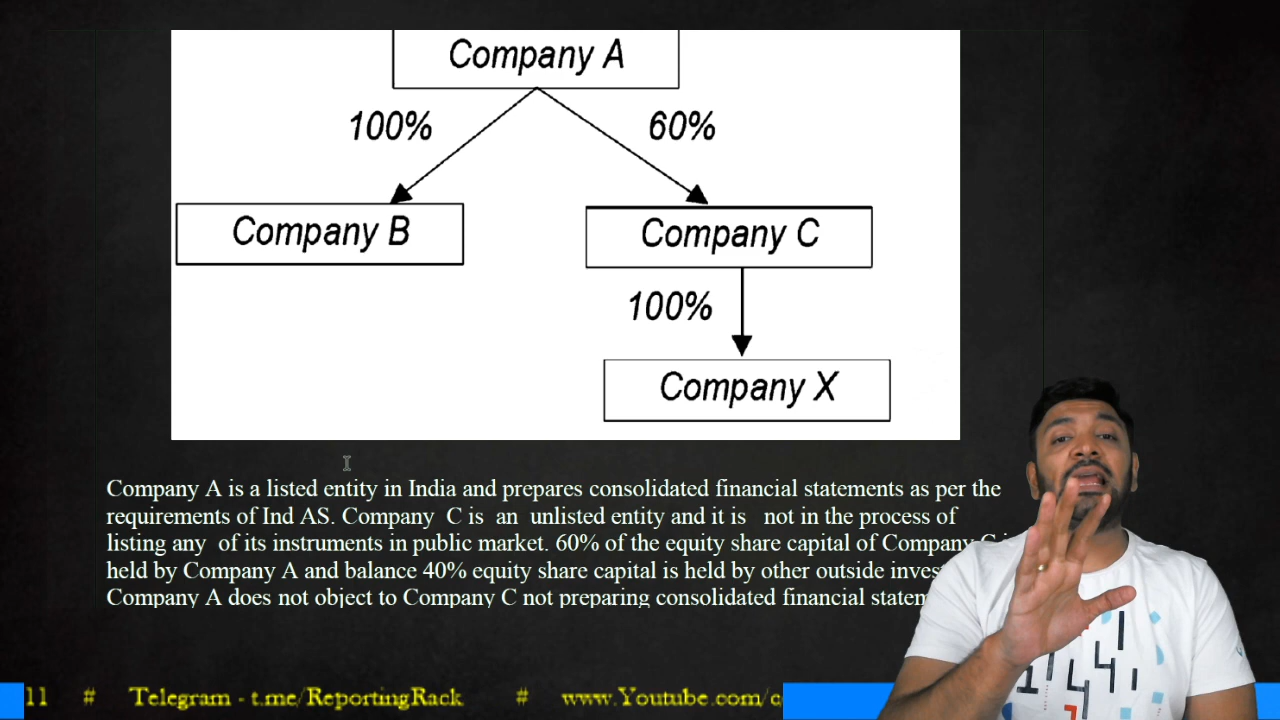 Company A
100%
60%
Company B
Company C
100%
Company X
Company A is a listed entity in India and prepares consolidated financial statements as per the
requirements of Ind AS. Company C is an unlisted entity and it is not in the process of
listing any of its instruments in public market. 60% of the equity share capital of Company C
held by Company A and balance 40% equity share capital is held by other outside
Company A does not object to Company C not preparing consolidated financial
11 # Telegram - t.me/ReportingRack # www.Youtube.com/c